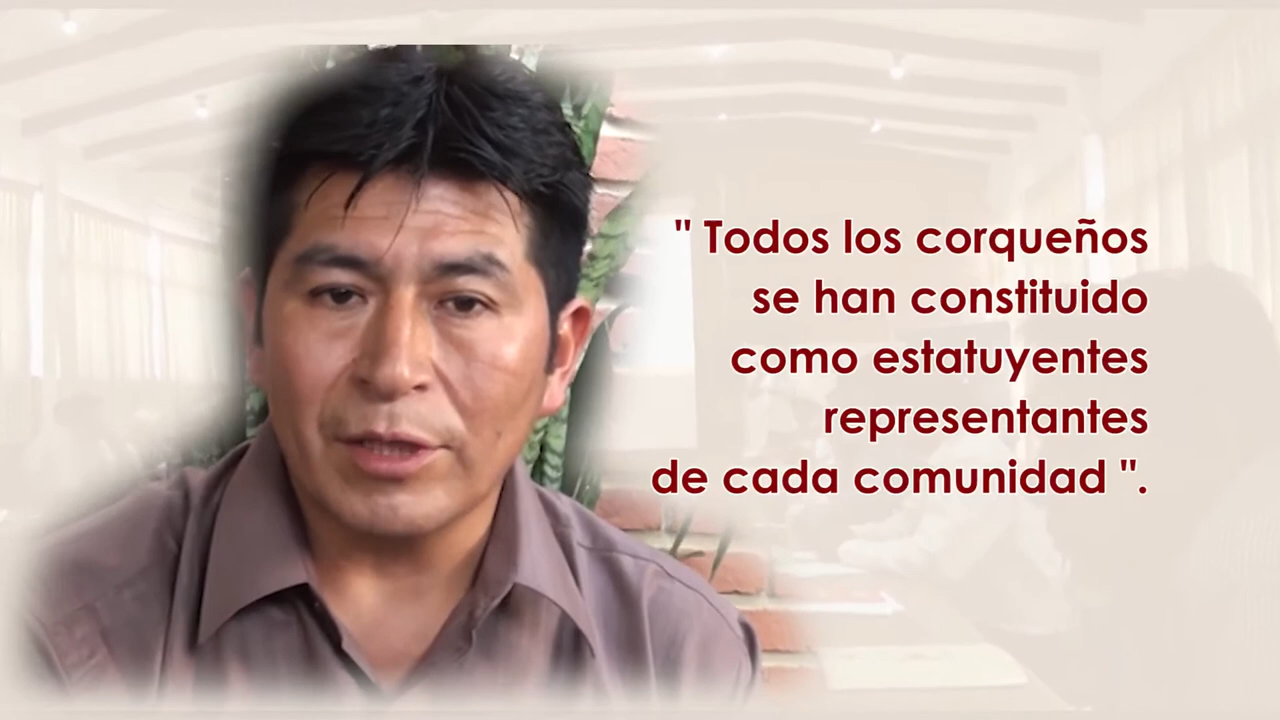 " Todos los corqueños
se han constituido
como estatuyentes
representantes
de cada comunidad ".